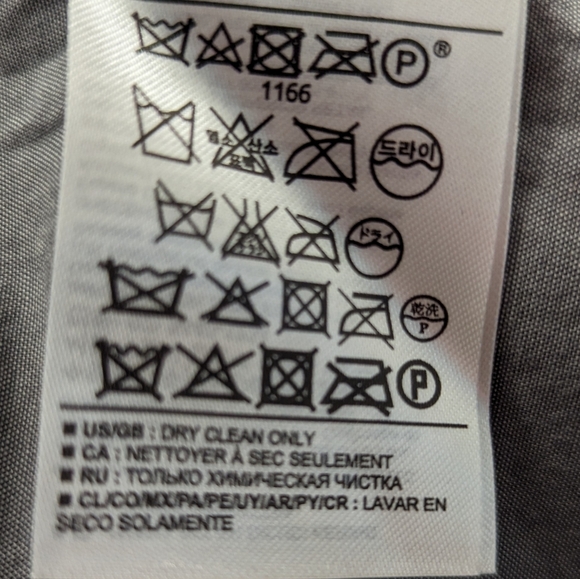 P ®
1166
염소 산소
표백
드라이
ドライ
乾洗
P
P
■ US/GB : DRY CLEAN ONLY
■ CA : NETTOYER À SEC SEULEMENT
■ RU : ТОЛЬКО ХИМИЧЕСКАЯ ЧИСТКА
■ CL/CO/MX/PA/PE/UY/AR/PY/CR : LAVAR EN
SECO SOLAMENTE